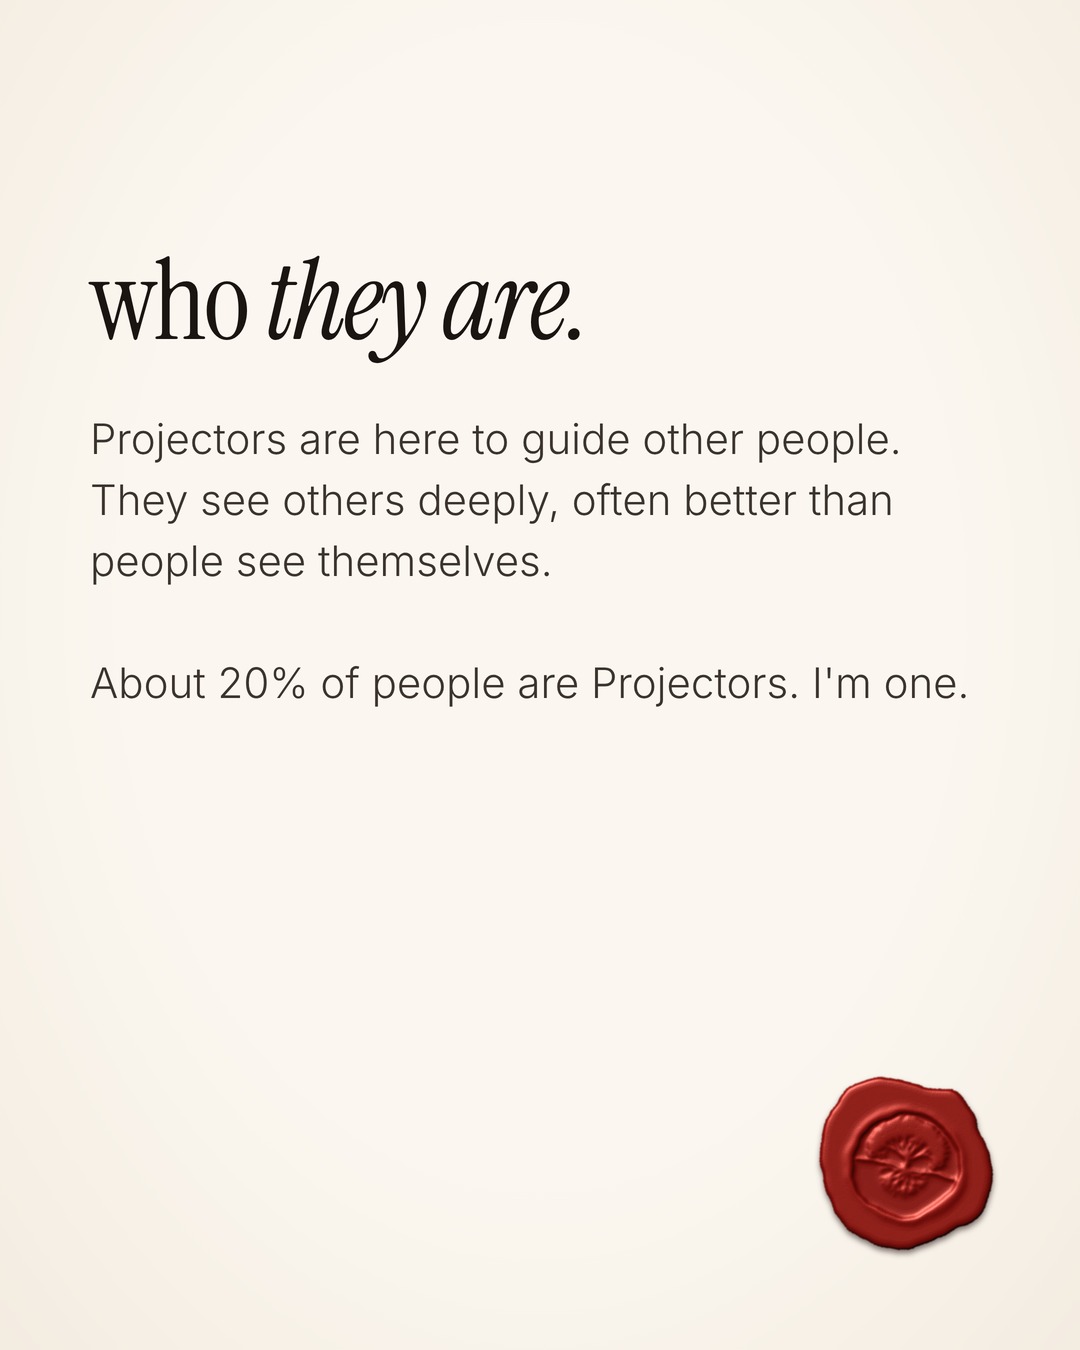 who they are.
Projectors are here to guide other people.
They see others deeply, often better than
people see themselves.
About 20% of people are Projectors. I'm one.